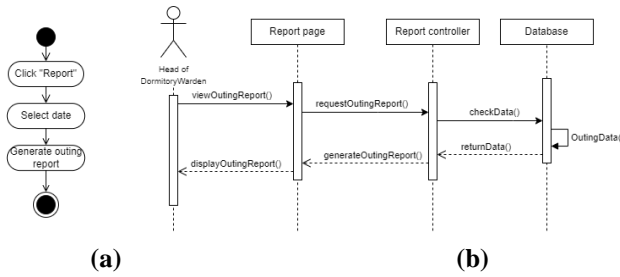 Click "Report"
Select date
Generate outing
report
(a)
Head of
DormitoryWarden
Report page
Report controller
Database
viewOutingReport()
requestOutingReport()
checkData()
OutingData()
returnData()
generateOutingReport()
displayOutingReport()
(b)